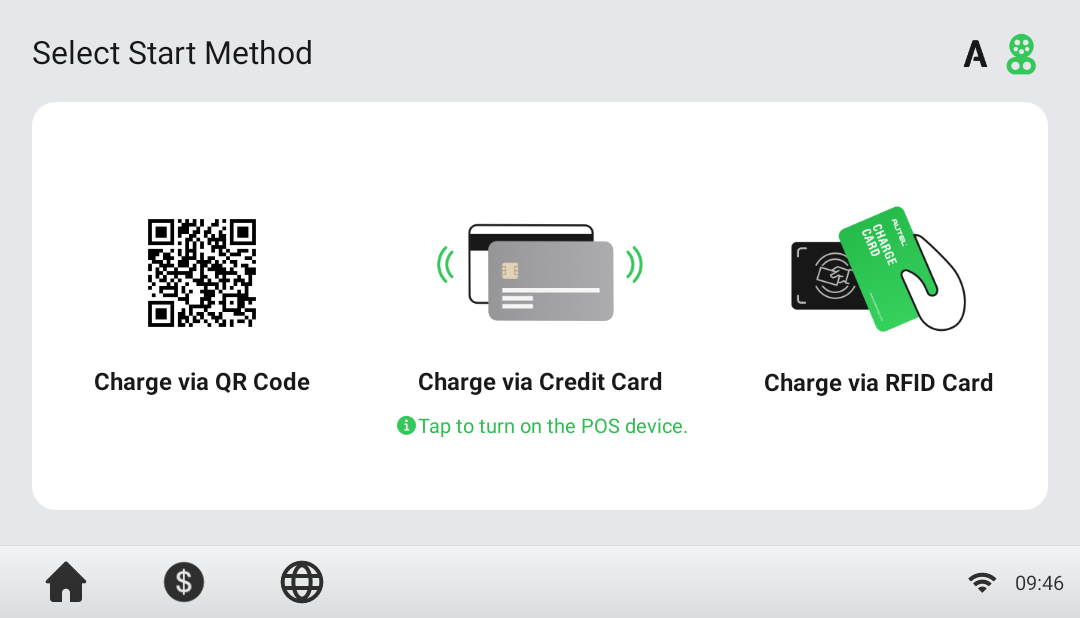 Select Start Method
A
AUTEL
CHARGE
CARD
Charge via QR Code
Charge via Credit Card
Charge via RFID Card
Tap to turn on the POS device.
$
09:46